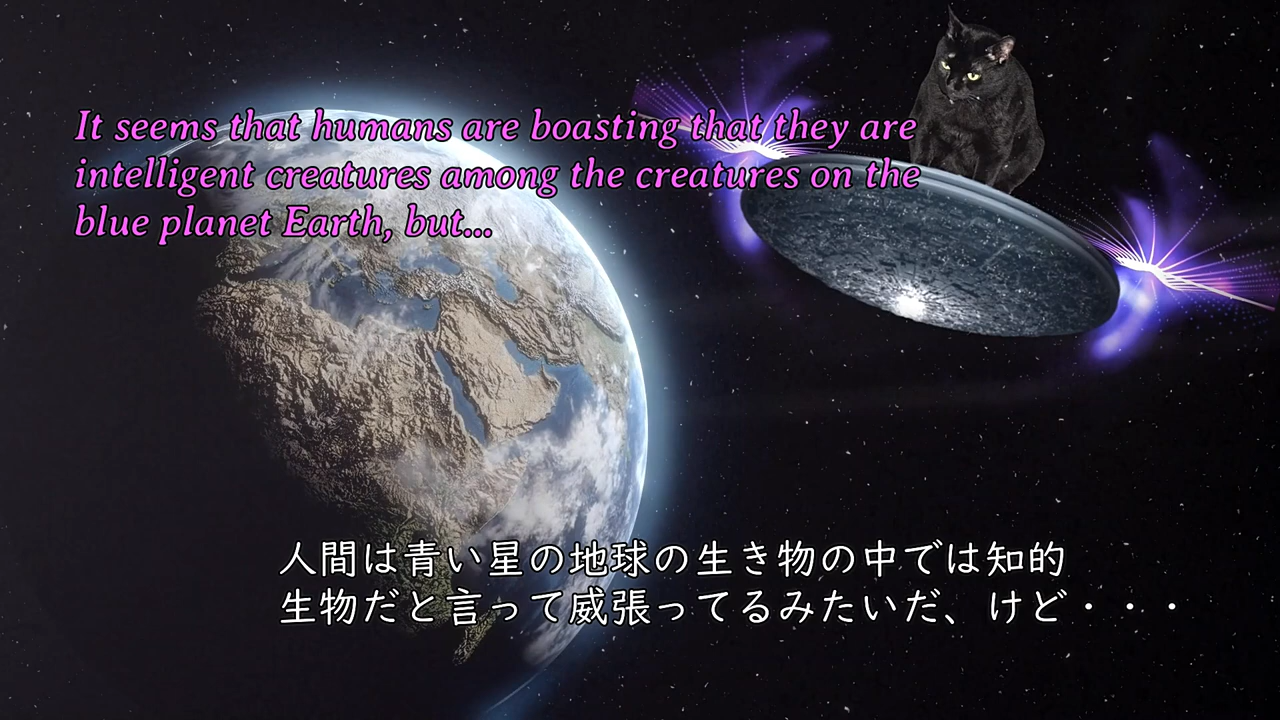 It seems that humans are boasting that they are
intelligent creatures among the creatures on the
blue planet Earth, but...
人間は青い星の地球の生き物の中では知的
生物だと言って威張ってるみたいだ、けど・・・